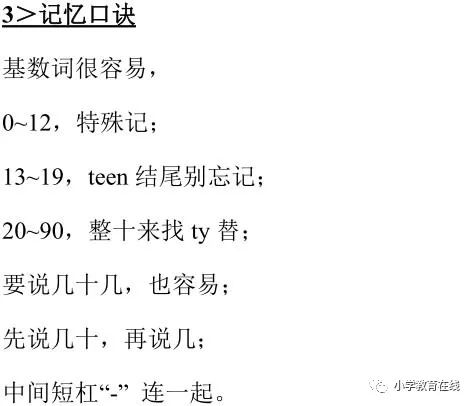 3＞记忆口诀
基数词很容易，
0~12，特殊记；
13~19，teen 结尾别忘记；
20~90，整十来找 ty 替；
要说几十几，也容易；
先说几十，再说几；
中间短杠“-” 连一起。
小学教育在线